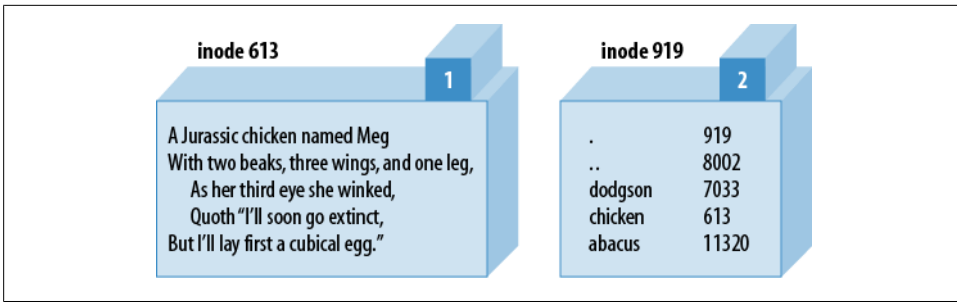 inode 613
1
A Jurassic chicken named Meg
With two beaks, three wings, and one leg,
As her third eye she winked,
Quoth “I’ll soon go extinct,
But I’ll lay first a cubical egg.”
inode 919
2
. 919
.. 8002
dodgson 7033
chicken 613
abacus 11320